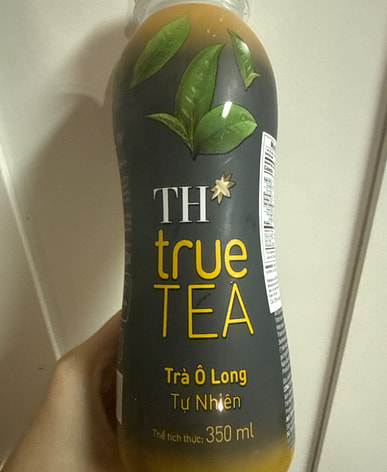 TH
true
TEA
Trà Ô Long
Tự Nhiên
Thể tích thực: 350 ml